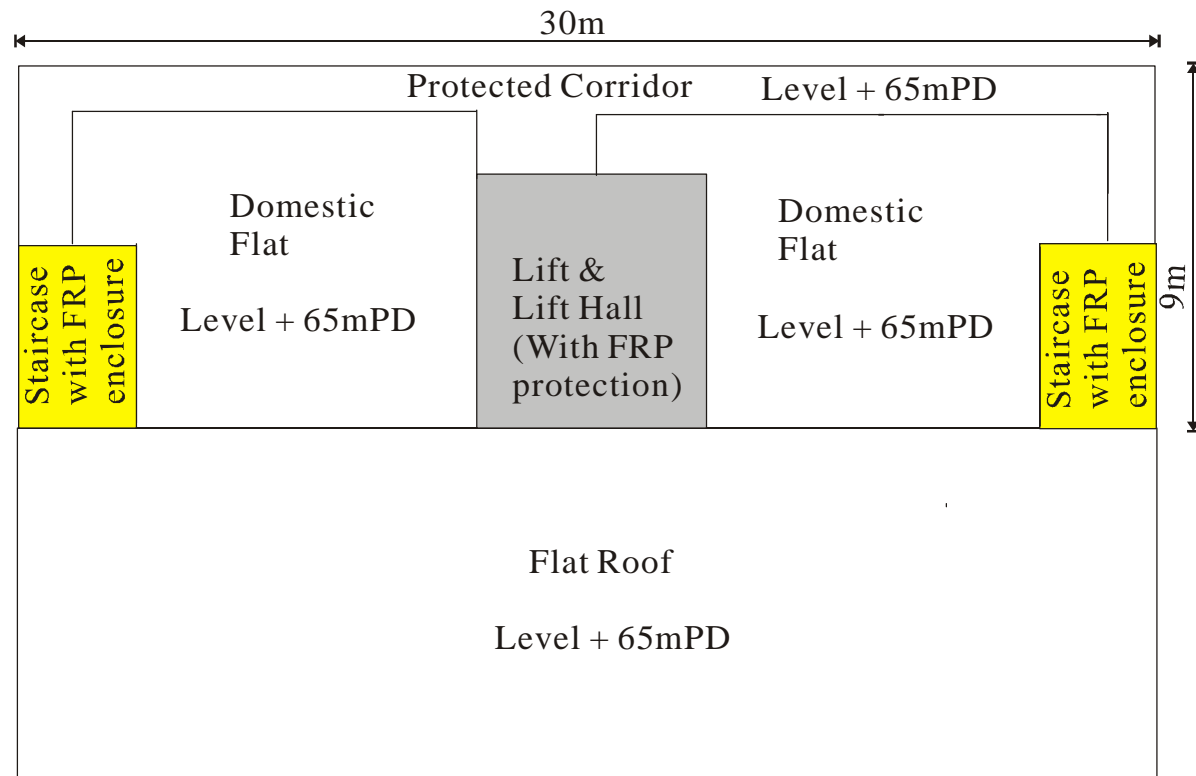 30m
Protected Corridor
Level + 65mPD
Domestic
Flat
Level + 65mPD
Domestic
Flat
Level + 65mPD
Lift &
Lift Hall
(With FRP
protection)
Staircase
with FRP
enclosure
Staircase
with FRP
enclosure
9m
Flat Roof
Level + 65mPD